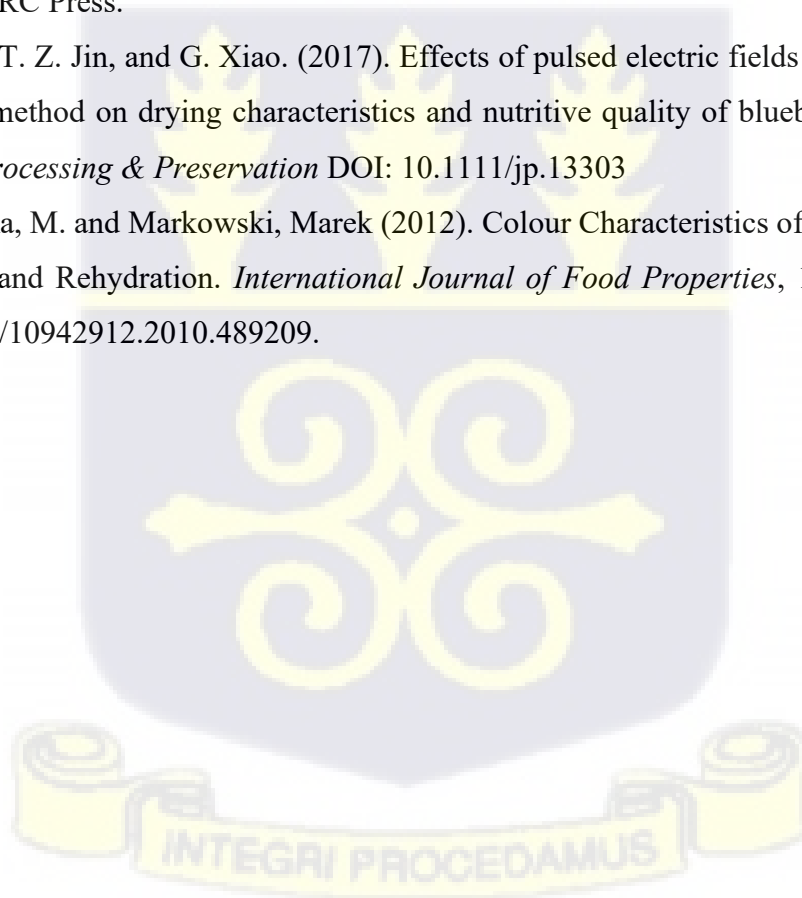 RC Press.
T. Z. Jin, and G. Xiao. (2017). Effects of pulsed electric fields
method on drying characteristics and nutritive quality of blueb
rocessing & Preservation DOI: 10.1111/jp.13303
a, M. and Markowski, Marek (2012). Colour Characteristics of
and Rehydration. International Journal of Food Properties,
/10942912.2010.489209.
INTEGRI PROCEDAMUS